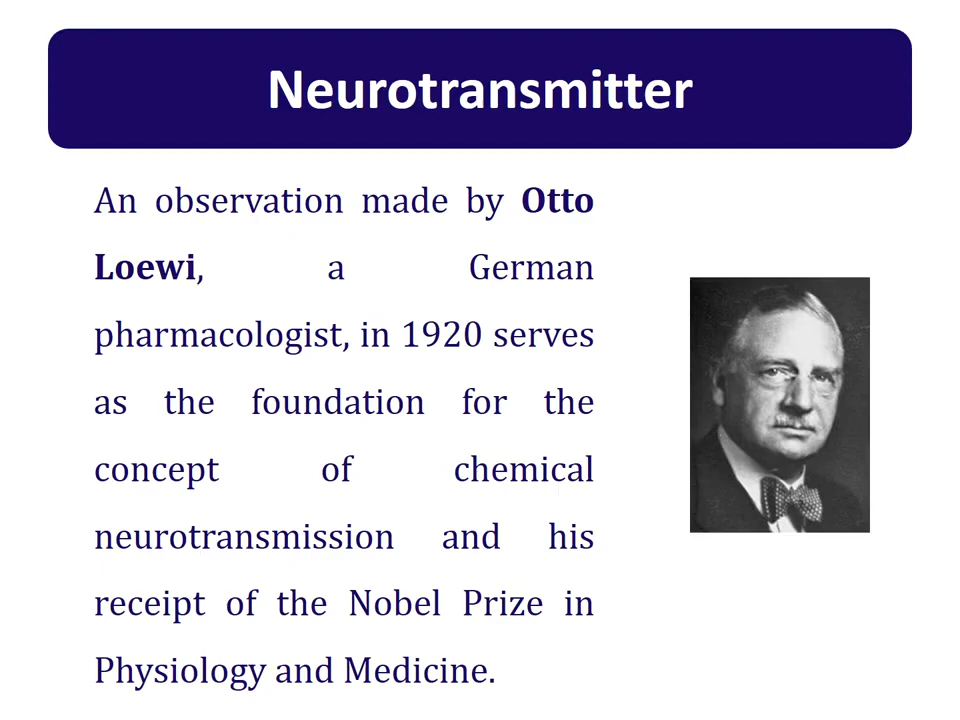 Neurotransmitter
An observation made by Otto
Loewi, a German
pharmacologist, in 1920 serves
as the foundation for the
concept of chemical
neurotransmission and his
receipt of the Nobel Prize in
Physiology and Medicine.